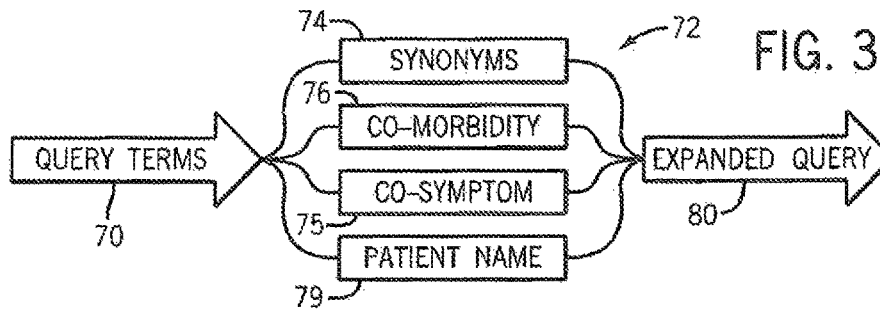 74
72
FIG. 3
SYNONYMS
76
CO-MORBIDITY
QUERY TERMS
EXPANDED QUERY
70
CO-SYMPTOM
80
75
PATIENT NAME
79